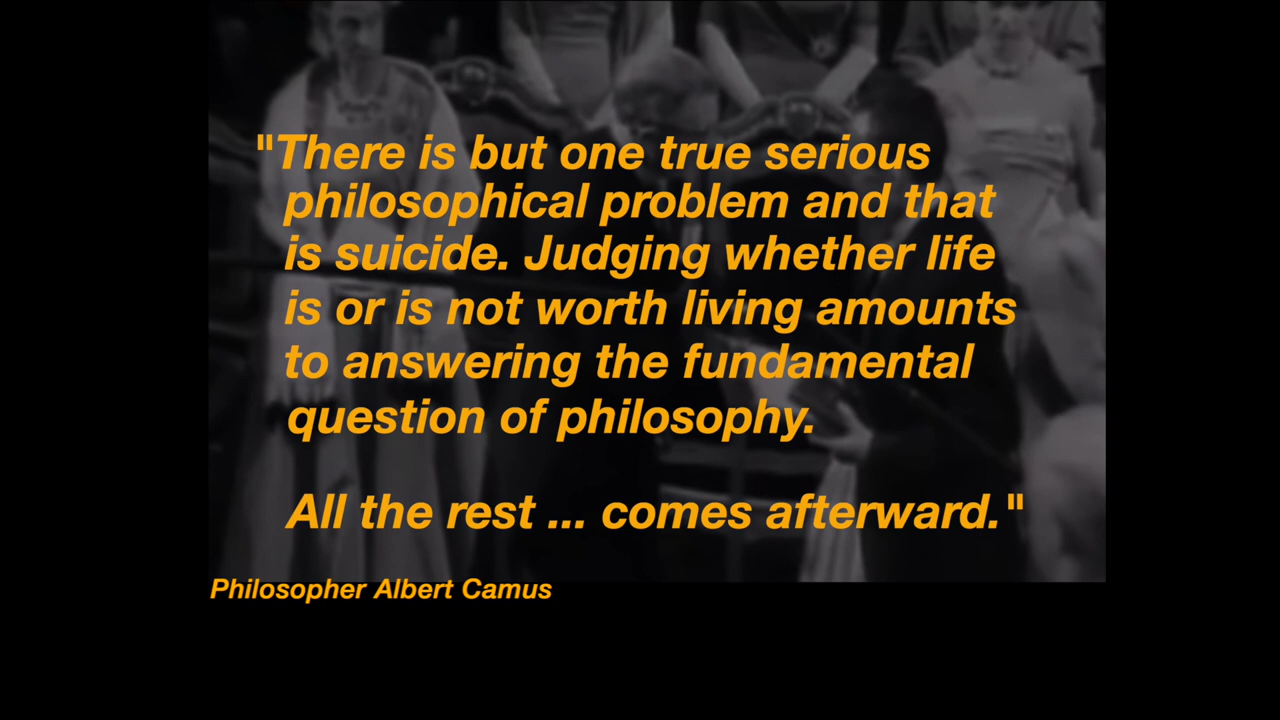 "There is but one true serious
philosophical problem and that
is suicide. Judging whether life
is or is not worth living amounts
to answering the fundamental
question of philosophy.
All the rest ... comes afterward."
Philosopher Albert Camus